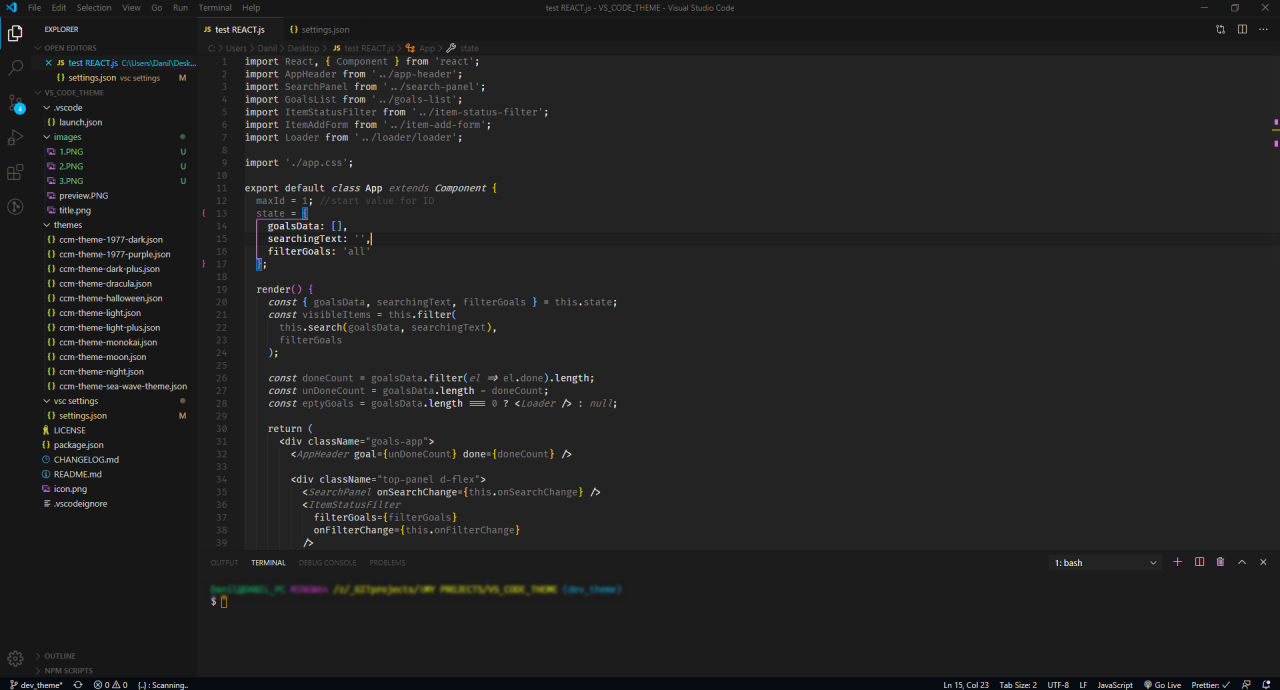 File Edit Selection View Go Run Terminal Help
test REACT.js - VS_CODE_THEME - Visual Studio Code
EXPLORER
OPEN EDITORS
JS test REACT.js C:\Users\Danil\Desk...
{} settings.json vsc settings M
VS_CODE_THEME
.vscode
{} launch.json
images
1.PNG U
2.PNG U
3.PNG U
preview.PNG
title.png
themes
{} ccm-theme-1977-dark.json
{} ccm-theme-1977-purple.json
{} ccm-theme-dark-plus.json
{} ccm-theme-dracula.json
{} ccm-theme-halloween.json
{} ccm-theme-light.json
{} ccm-theme-light-plus.json
{} ccm-theme-monokai.json
{} ccm-theme-moon.json
{} ccm-theme-night.json
{} ccm-theme-sea-wave-theme.json
vsc settings
{} settings.json M
LICENSE
{} package.json
CHANGELOG.md
README.md
icon.png
.vscodeignore
OUTLINE
NPM SCRIPTS
4
JS test REACT.js
{} settings.json
C: > Users > Danil > Desktop > JS test REACT.js > App > state
1 import React, { Component } from 'react';
2 import AppHeader from '../app-header';
3 import SearchPanel from '../search-panel';
4 import GoalsList from '../goals-list';
5 import ItemStatusFilter from '../item-status-filter';
6 import ItemAddForm from '../item-add-form';
7 import Loader from '../loader/loader';
8
9 import './app.css';
10
11 export default class App extends Component {
12 maxId = 1; //start value for ID
13 state = {
14 goalsData: [],
15 searchingText: '',
16 filterGoals: 'all'
17 };
18
19 render() {
20 const { goalsData, searchingText, filterGoals } = this.state;
21 const visibleItems = this.filter(
22 this.search(goalsData, searchingText),
23 filterGoals
24 );
25
26 const doneCount = goalsData.filter(el => el.done).length;
27 const unDoneCount = goalsData.length - doneCount;
28 const eptyGoals = goalsData.length === 0 ? <Loader /> : null;
29
30 return (
31 <div className="goals-app">
32 <AppHeader goal={unDoneCount} done={doneCount} />
33
34 <div className="top-panel d-flex">
35 <SearchPanel onSearchChange={this.onSearchChange} />
36 <ItemStatusFilter
37 filterGoals={filterGoals}
38 onFilterChange={this.onFilterChange}
39 />
OUTPUT TERMINAL DEBUG CONSOLE PROBLEMS
1: bash
Danil@DANIL_PC MINGW64 /z/_GITprojects/!MY PROJECTS/VS_CODE_THEME (dev_theme)
$
dev_theme* 0 0 {..} : Scanning.. Ln 15, Col 23 Tab Size: 2 UTF-8 LF JavaScript Go Live Prettier: ✓